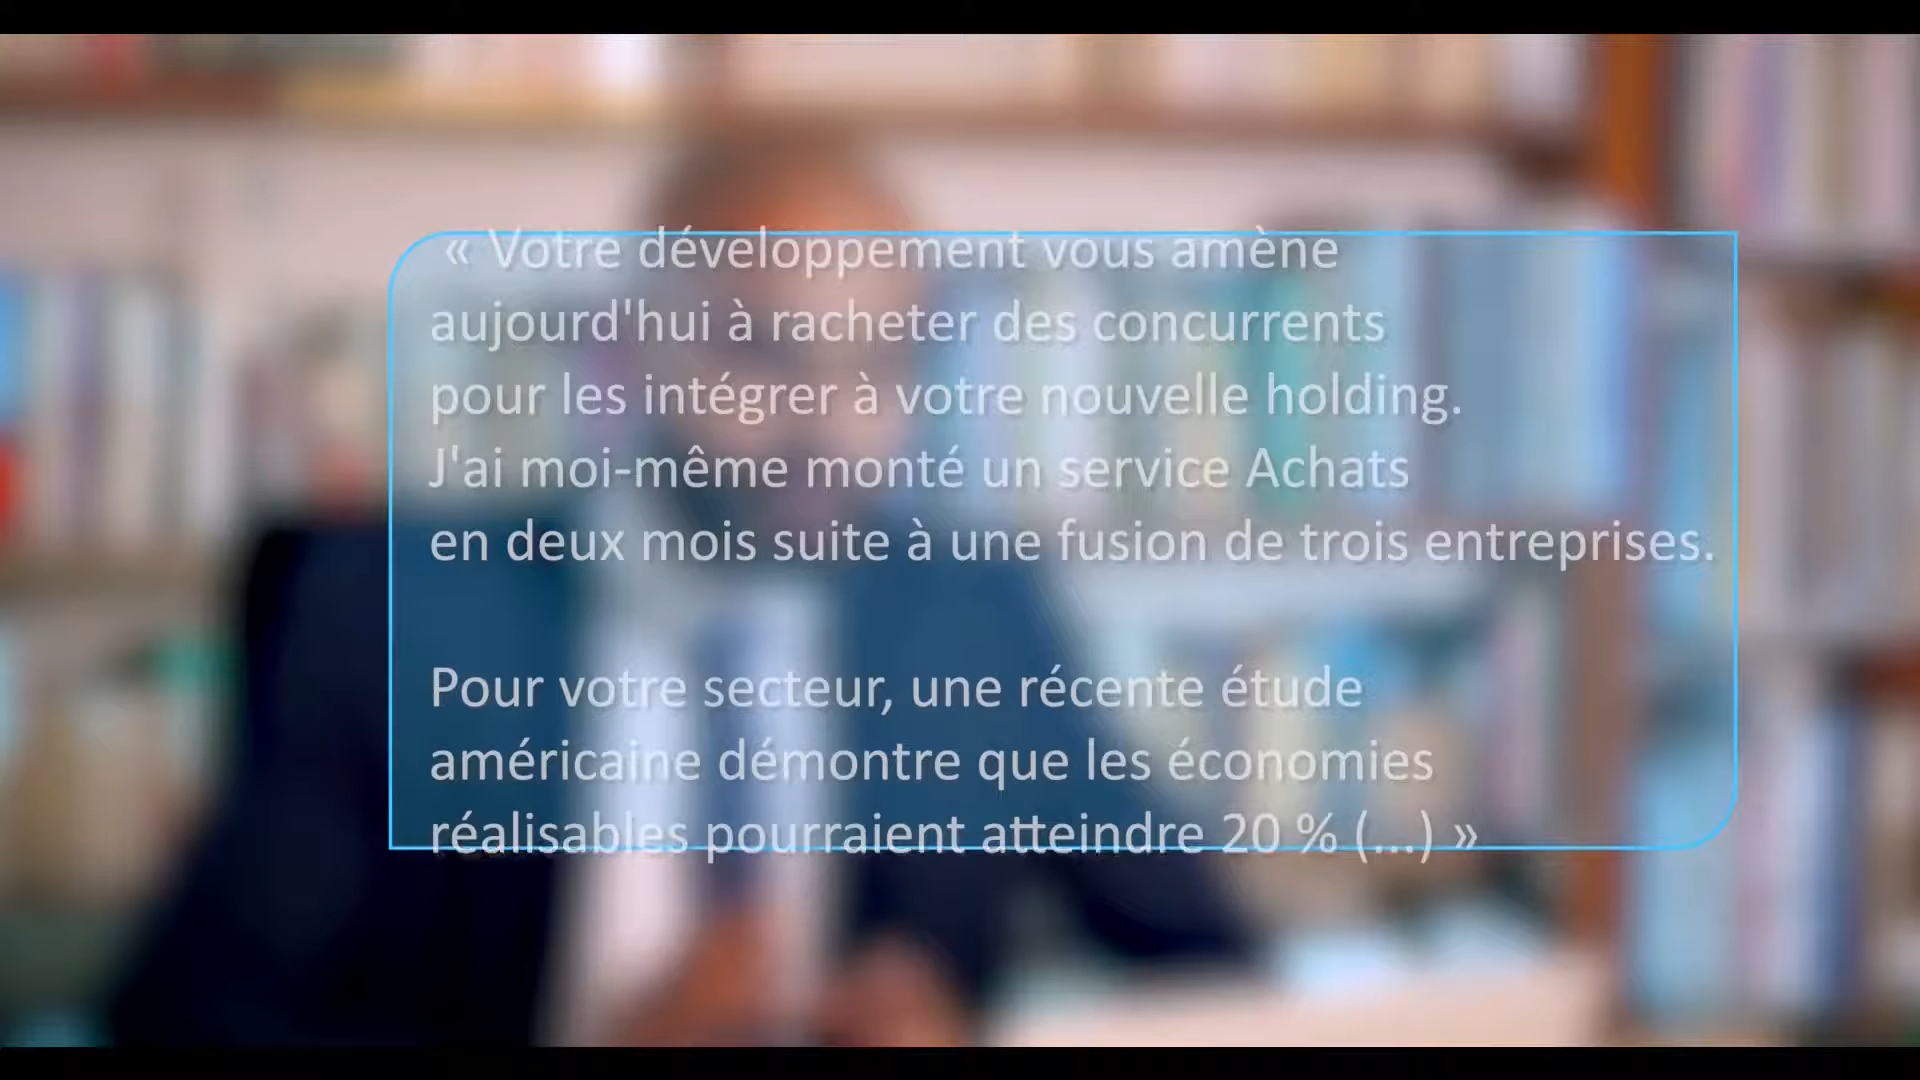 « Votre développement vous amène
aujourd'hui à racheter des concurrents
pour les intégrer à votre nouvelle holding.
J'ai moi-même monté un service Achats
en deux mois suite à une fusion de trois entreprises.
Pour votre secteur, une récente étude
américaine démontre que les économies
réalisables pourraient atteindre 20 % (...) »